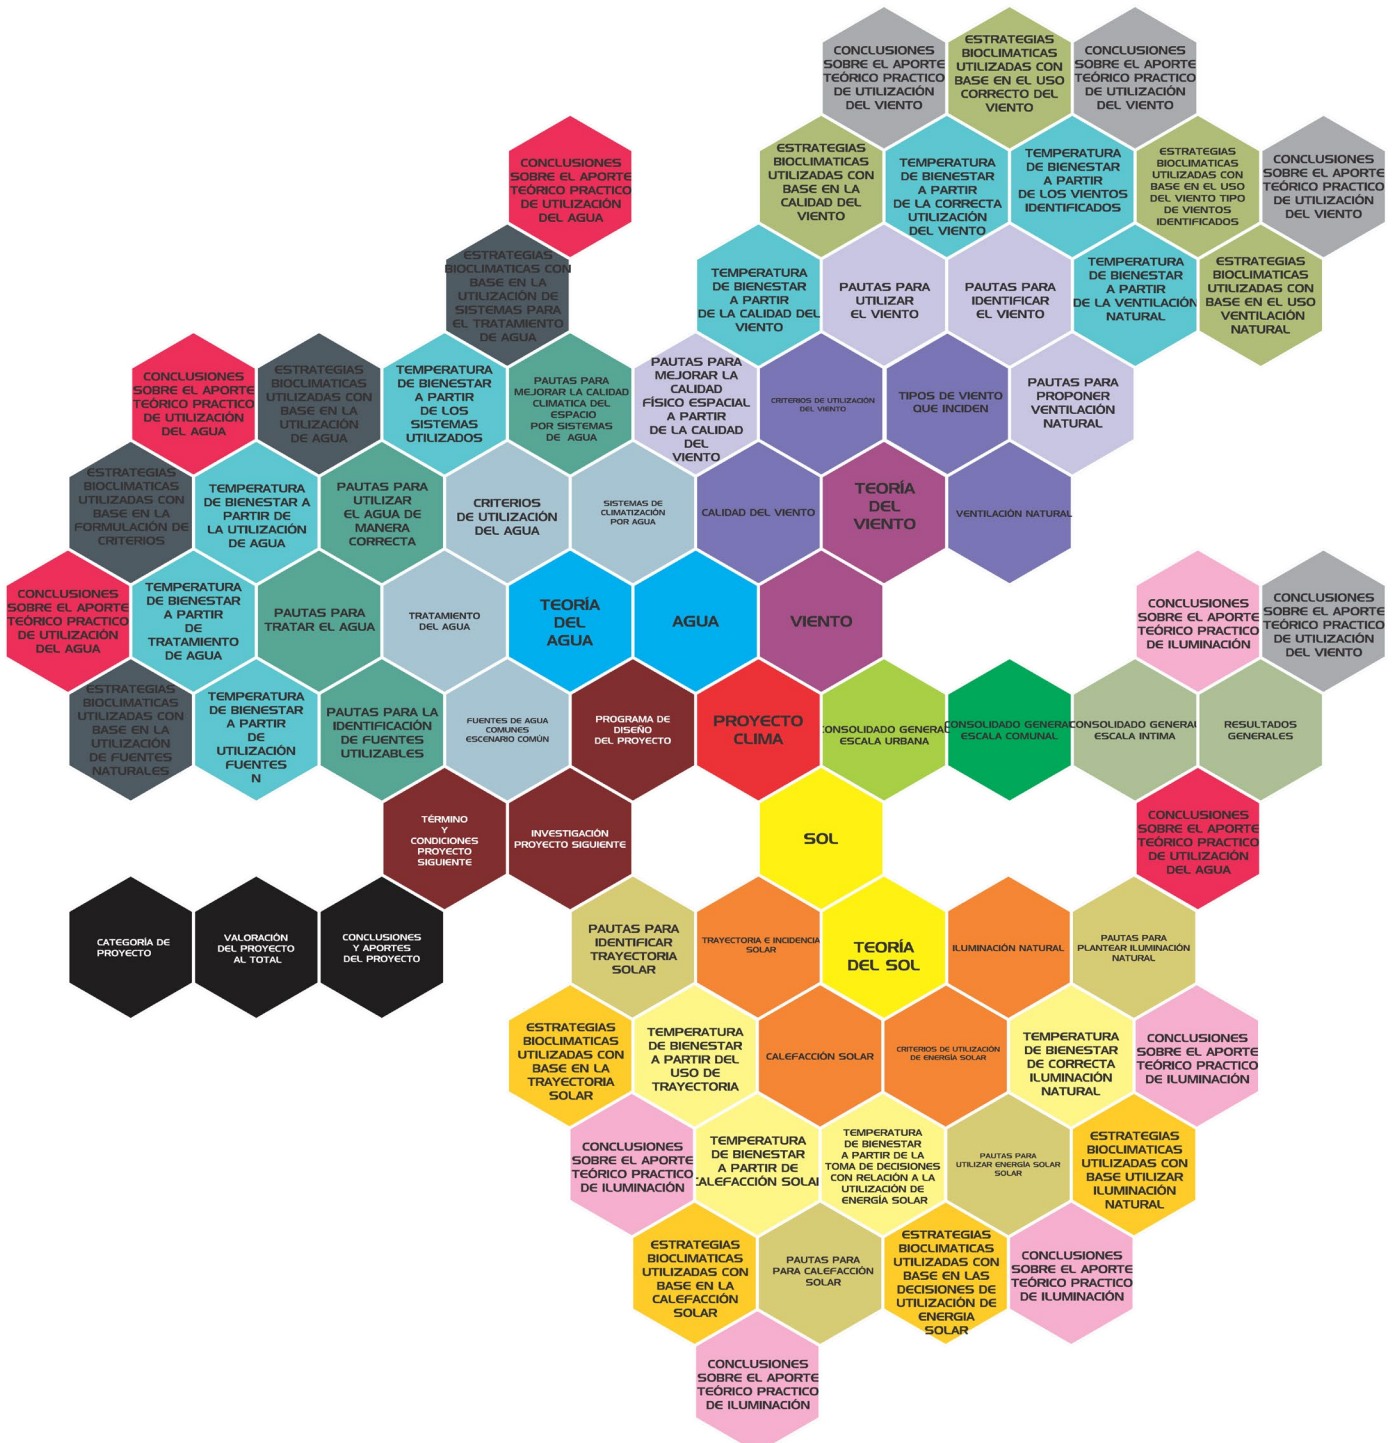 CONCLUSIONES
SOBRE EL APORTE
TEÓRICO PRACTICO
DE UTILIZACIÓN
DEL VIENTO
ESTRATEGIAS
BIOCLIMATICAS
UTILIZADAS CON
BASE EN EL USO
CORRECTO DEL
VIENTO
CONCLUSIONES
SOBRE EL APORTE
TEÓRICO PRACTICO
DE UTILIZACIÓN
DEL VIENTO
CONCLUSIONES
SOBRE EL APORTE
TEÓRICO PRACTICO
DE UTILIZACIÓN
DEL AGUA
ESTRATEGIAS
BIOCLIMATICAS
UTILIZADAS CON
BASE EN LA
CALIDAD DEL
VIENTO
TEMPERATURA
DE BIENESTAR
A PARTIR
DE LA CORRECTA
UTILIZACIÓN
DEL VIENTO
TEMPERATURA
DE BIENESTAR
A PARTIR
DE LOS VIENTOS
IDENTIFICADOS
ESTRATEGIAS
BIOCLIMATICAS
UTILIZADAS CON
BASE EN EL USO
DEL VIENTO TIPO
DE VIENTOS
IDENTIFICADOS
CONCLUSIONES
SOBRE EL APORTE
TEÓRICO PRACTICO
DE UTILIZACIÓN
DEL VIENTO
ESTRATEGIAS
BIOCLIMATICAS CON
BASE EN LA
UTILIZACIÓN DE
SISTEMAS PARA
EL TRATAMIENTO
DE AGUA
TEMPERATURA
DE BIENESTAR
A PARTIR
DE LA CALIDAD DEL
VIENTO
PAUTAS PARA
UTILIZAR
EL VIENTO
PAUTAS PARA
IDENTIFICAR
EL VIENTO
TEMPERATURA
DE BIENESTAR
A PARTIR
DE LA VENTILACIÓN
NATURAL
ESTRATEGIAS
BIOCLIMATICAS
UTILIZADAS CON
BASE EN EL USO
VENTILACIÓN
NATURAL
CONCLUSIONES
SOBRE EL APORTE
TEÓRICO PRACTICO
DE UTILIZACIÓN
DEL AGUA
ESTRATEGIAS
BIOCLIMATICAS
UTILIZADAS CON
BASE EN LA
UTILIZACIÓN
DE AGUA
TEMPERATURA
DE BIENESTAR
A PARTIR
DE LOS
SISTEMAS
UTILIZADOS
PAUTAS PARA
MEJORAR LA CALIDAD
CLIMATICA DEL
ESPACIO
POR SISTEMAS
DE AGUA
PAUTAS PARA
MEJORAR LA
CALIDAD
FÍSICO ESPACIAL
A PARTIR
DE LA CALIDAD
DEL
VIENTO
CRITERIOS DE UTILIZACIÓN
DEL VIENTO
TIPOS DE VIENTO
QUE INCIDEN
PAUTAS PARA
PROPONER
VENTILACIÓN
NATURAL
ESTRATEGIAS
BIOCLIMATICAS
UTILIZADAS CON
BASE EN LA
FORMULACIÓN DE
CRITERIOS
TEMPERATURA
DE BIENESTAR A
PARTIR DE
LA UTILIZACIÓN
DE AGUA
PAUTAS PARA
UTILIZAR
EL AGUA DE
MANERA
CORRECTA
CRITERIOS
DE UTILIZACIÓN
DEL AGUA
SISTEMAS DE
CLIMATIZACIÓN
POR AGUA
CALIDAD DEL VIENTO
TEORÍA
DEL
VIENTO
VENTILACIÓN NATURAL
CONCLUSIONES
SOBRE EL APORTE
TEÓRICO PRACTICO
DE UTILIZACIÓN
DEL AGUA
TEMPERATURA
DE BIENESTAR
A PARTIR
DE
TRATAMIENTO
DE AGUA
PAUTAS PARA
TRATAR EL AGUA
TRATAMIENTO
DEL AGUA
TEORÍA
DEL
AGUA
AGUA
VIENTO
CONCLUSIONES
SOBRE EL APORTE
TEÓRICO PRACTICO
DE ILUMINACIÓN
CONCLUSIONES
SOBRE EL APORTE
TEÓRICO PRACTICO
DE UTILIZACIÓN
DEL VIENTO
ESTRATEGIAS
BIOCLIMATICAS
UTILIZADAS CON
BASE EN LA
UTILIZACIÓN
DE FUENTES
NATURALES
TEMPERATURA
DE BIENESTAR
A PARTIR
DE
UTILIZACIÓN
FUENTES
N
PAUTAS PARA LA
IDENTIFICACIÓN
DE FUENTES
UTILIZABLES
FUENTES DE AGUA
COMUNES
ESCENARIO COMÚN
PROGRAMA DE
DISEÑO
DEL PROYECTO
PROYECTO
CLIMA
CONSOLIDADO GENERAL
ESCALA URBANA
CONSOLIDADO GENERAL
ESCALA COMUNAL
CONSOLIDADO GENERAL
ESCALA INTIMA
RESULTADOS
GENERALES
TÉRMINO
Y
CONDICIONES
PROYECTO
SIGUIENTE
INVESTIGACIÓN
PROYECTO SIGUIENTE
SOL
CONCLUSIONES
SOBRE EL APORTE
TEÓRICO PRACTICO
DE UTILIZACIÓN
DEL AGUA
CATEGORÍA DE
PROYECTO
VALORACIÓN
DEL PROYECTO
AL TOTAL
CONCLUSIONES
Y APORTES
DEL PROYECTO
PAUTAS PARA
IDENTIFICAR
TRAYECTORIA
SOLAR
TRAYECTORIA E INCIDENCIA
SOLAR
TEORÍA
DEL SOL
ILUMINACIÓN NATURAL
PAUTAS PARA
PLANTEAR ILUMINACIÓN
NATURAL
ESTRATEGIAS
BIOCLIMATICAS
UTILIZADAS CON
BASE EN LA
TRAYECTORIA
SOLAR
TEMPERATURA
DE BIENESTAR
A PARTIR DEL
USO DE
TRAYECTORIA
CALEFACCIÓN SOLAR
CRITERIOS DE UTILIZACIÓN
DE ENERGÍA SOLAR
TEMPERATURA
DE BIENESTAR
DE CORRECTA
ILUMINACIÓN
NATURAL
CONCLUSIONES
SOBRE EL APORTE
TEÓRICO PRACTICO
DE ILUMINACIÓN
CONCLUSIONES
SOBRE EL APORTE
TEÓRICO PRACTICO
DE ILUMINACIÓN
TEMPERATURA
DE BIENESTAR
A PARTIR DE
CALEFACCIÓN SOLAR
TEMPERATURA
DE BIENESTAR
A PARTIR DE LA
TOMA DE DECISIONES
CON RELACIÓN A LA
UTILIZACIÓN DE
ENERGÍA SOLAR
PAUTAS PARA
UTILIZAR ENERGÍA SOLAR
SOLAR
ESTRATEGIAS
BIOCLIMATICAS
UTILIZADAS CON
BASE UTILIZAR
ILUMINACIÓN
NATURAL
ESTRATEGIAS
BIOCLIMATICAS
UTILIZADAS CON
BASE EN LA
CALEFACCIÓN
SOLAR
PAUTAS PARA
PARA CALEFACCIÓN
SOLAR
ESTRATEGIAS
BIOCLIMATICAS
UTILIZADAS CON
BASE EN LAS
DECISIONES DE
UTILIZACIÓN DE
ENERGIA
SOLAR
CONCLUSIONES
SOBRE EL APORTE
TEÓRICO PRACTICO
DE ILUMINACIÓN
CONCLUSIONES
SOBRE EL APORTE
TEÓRICO PRACTICO
DE ILUMINACIÓN